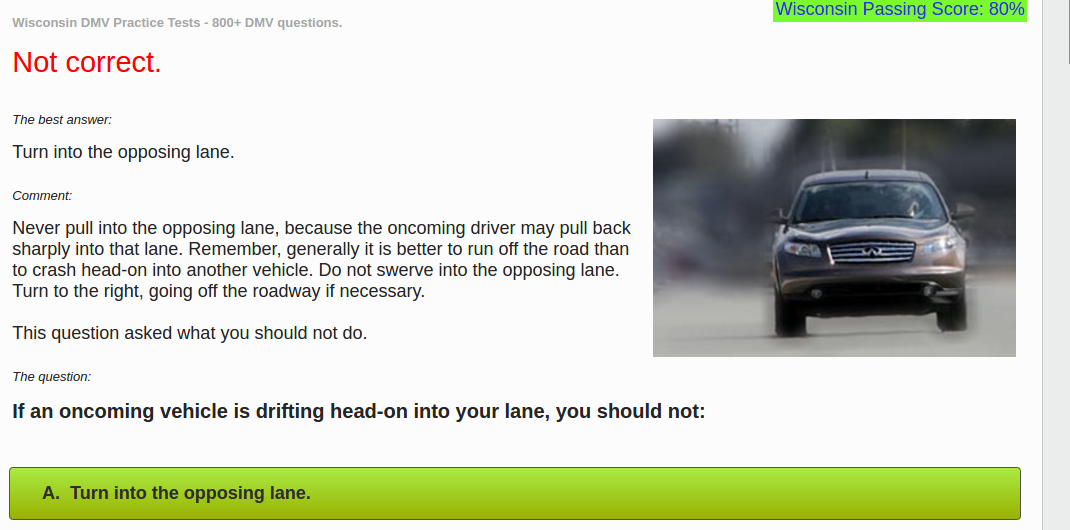 Wisconsin DMV Practice Tests - 800+ DMV questions.
Wisconsin Passing Score: 80%
Not correct.
The best answer:
Turn into the opposing lane.
Comment:
Never pull into the opposing lane, because the oncoming driver may pull back
sharply into that lane. Remember, generally it is better to run off the road than
to crash head-on into another vehicle. Do not swerve into the opposing lane.
Turn to the right, going off the roadway if necessary.
This question asked what you should not do.
The question:
If an oncoming vehicle is drifting head-on into your lane, you should not:
A. Turn into the opposing lane.